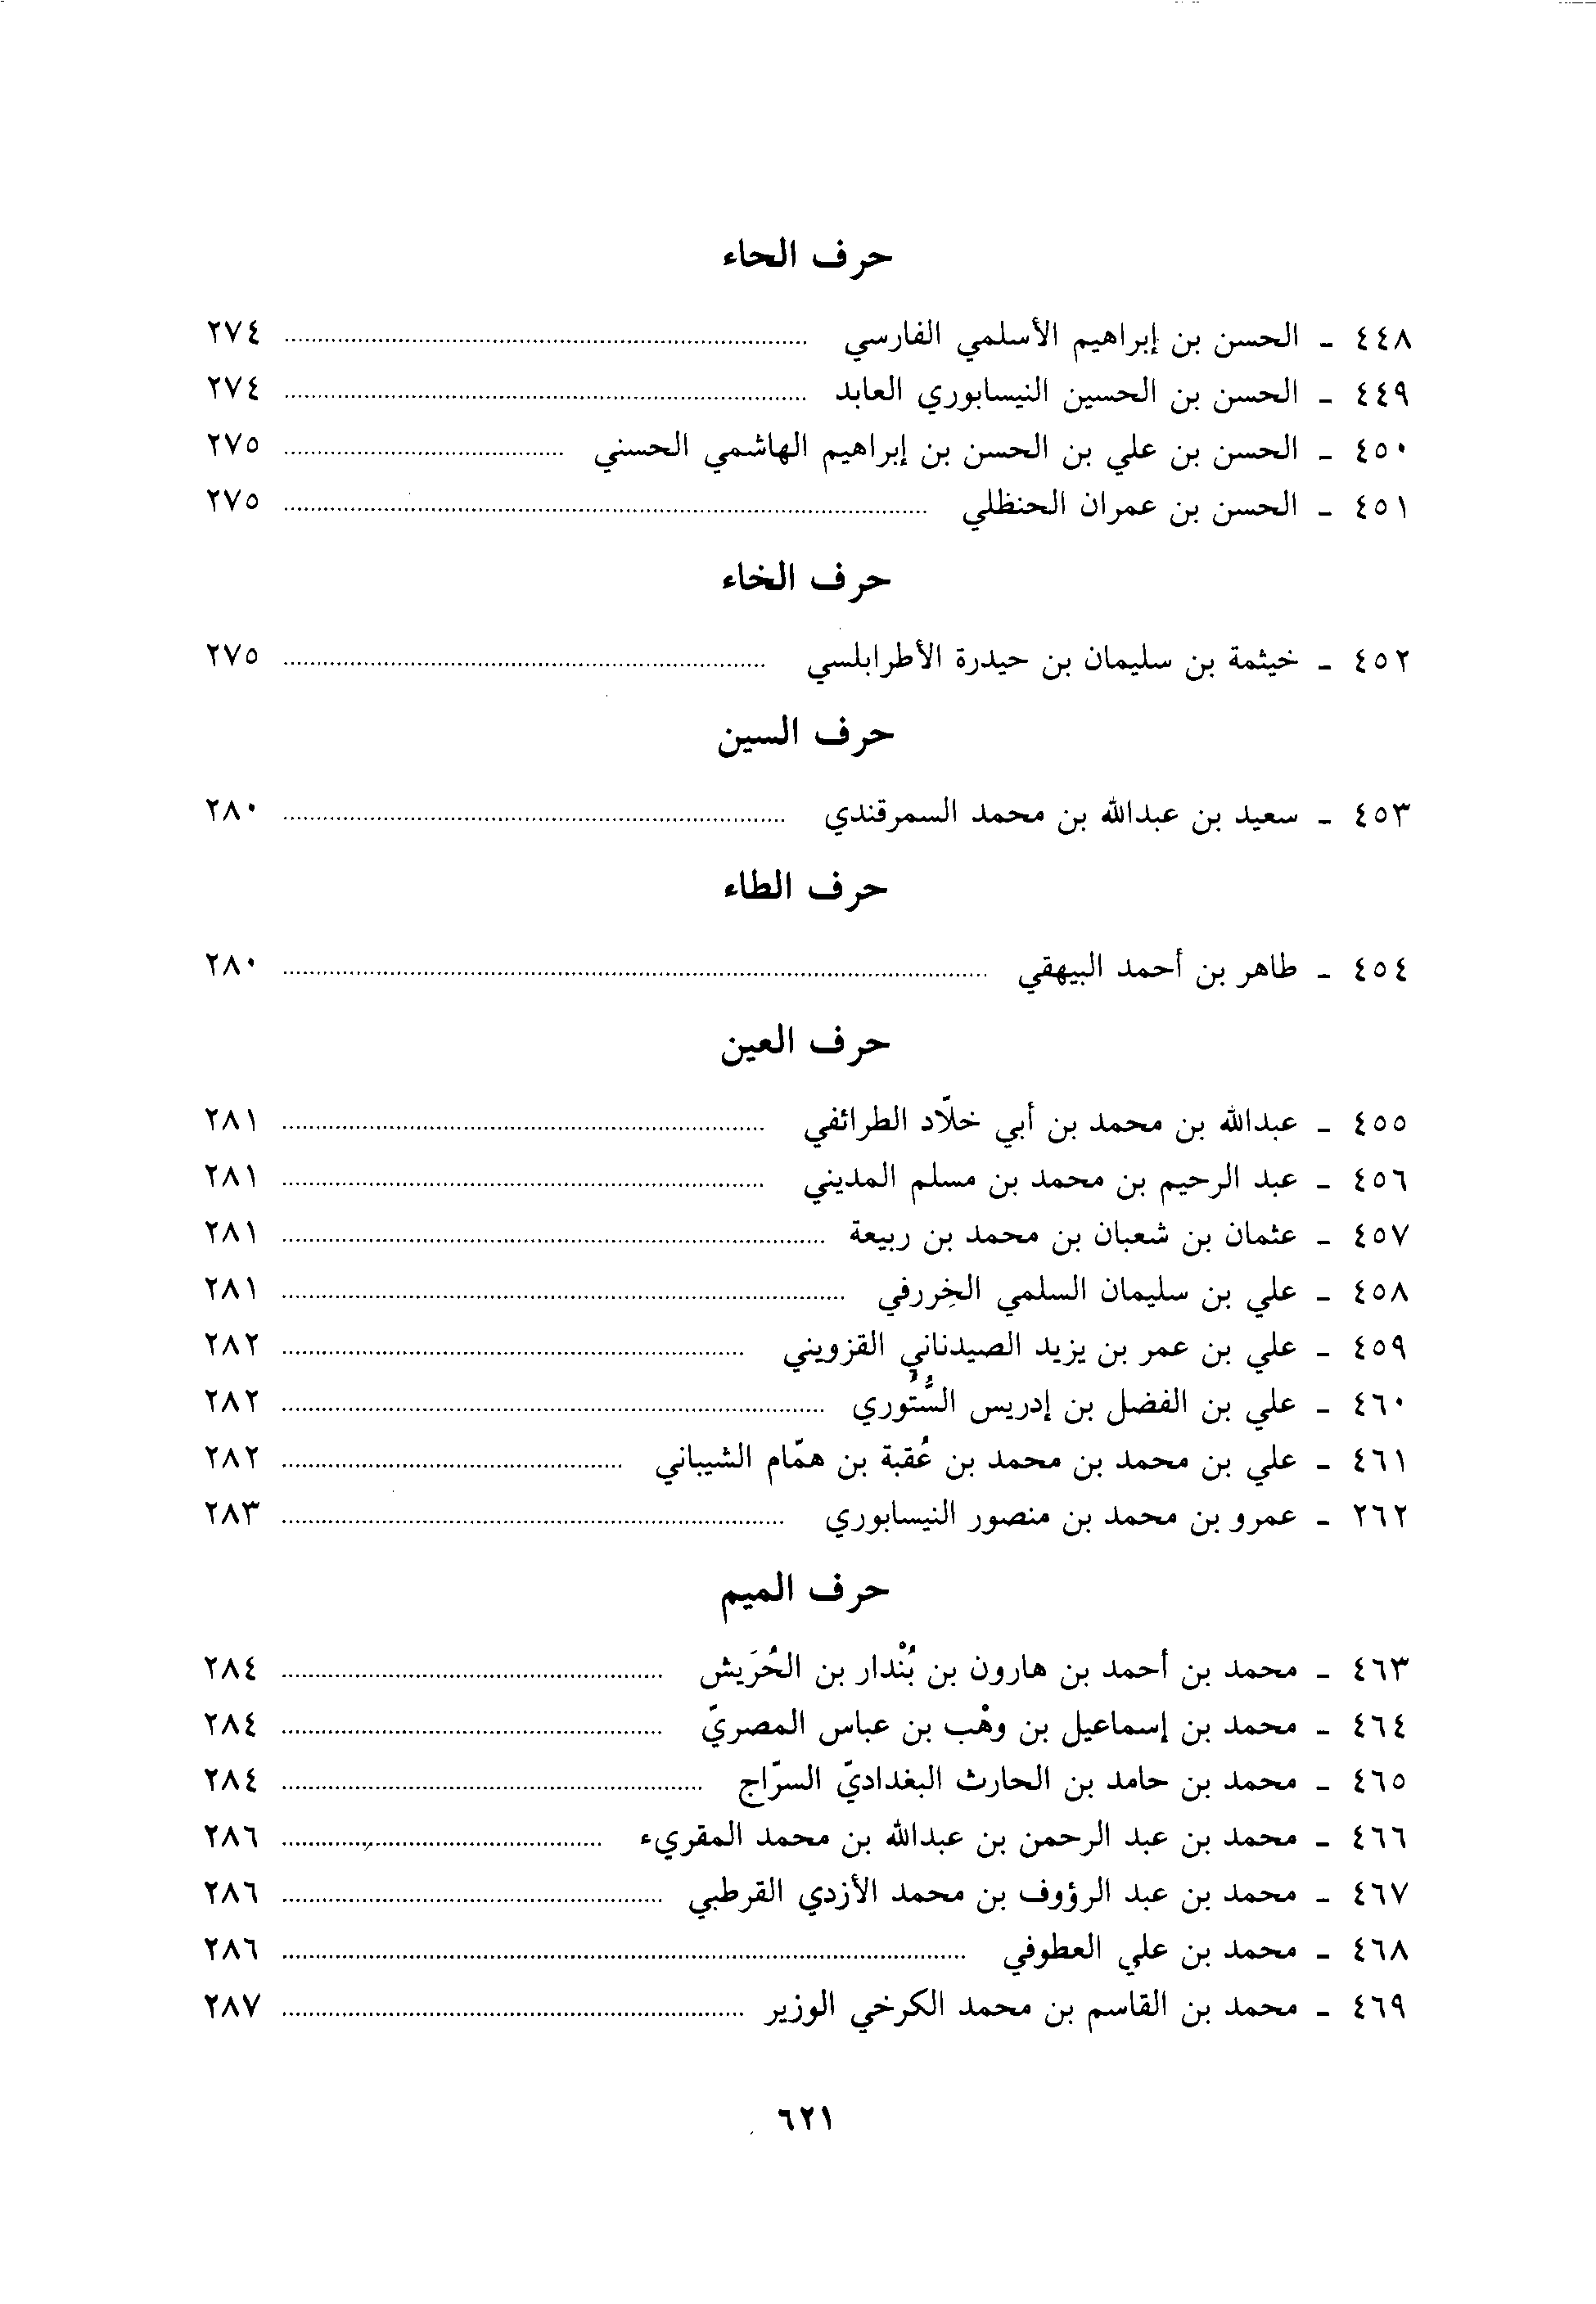 حرف الحاء
٤٤٨ - الحسن بن إبراهيم الأسلمي الفارسي ........ ٢٧٤
٤٤٩ - الحسن بن الحسين النيسابوري العابد ........ ٢٧٤
٤٥٠ - الحسن بن علي بن الحسن بن إبراهيم الهاشمي الحسني ........ ٢٧٥
٤٥١ - الحسن بن عمران الحنظلي ........ ٢٧٥
حرف الخاء
٤٥٢ - خيثمة بن سليمان بن حيدرة الأطرابلسي ........ ٢٧٥
حرف السين
٤٥٣ - سعيد بن عبدالله بن محمد السمرقندي ........ ٢٨٠
حرف الطاء
٤٥٤ - طاهر بن أحمد البيهقي ........ ٢٨٠
حرف العين
٤٥٥ - عبدالله بن محمد بن أبي خلّاد الطرائفي ........ ٢٨١
٤٥٦ - عبد الرحيم بن محمد بن مسلم المديني ........ ٢٨١
٤٥٧ - عثمان بن شعبان بن محمد بن ربيعة ........ ٢٨١
٤٥٨ - علي بن سليمان السلمي الخِررفي ........ ٢٨١
٤٥٩ - علي بن عمر بن يزيد الصيدناني القزويني ........ ٢٨٢
٤٦٠ - علي بن الفضل بن إدريس السُّتُوري ........ ٢٨٢
٤٦١ - علي بن محمد بن محمد بن عُقبة بن همّام الشيباني ........ ٢٨٢
٢٦٢ - عمرو بن محمد بن منصور النيسابوري ........ ٢٨٣
حرف الميم
٤٦٣ - محمد بن أحمد بن هارون بن بُنْدار بن الحُرَيش ........ ٢٨٤
٤٦٤ - محمد بن إسماعيل بن وهْب بن عباس المصريّ ........ ٢٨٤
٤٦٥ - محمد بن حامد بن الحارث البغداديّ السرّاج ........ ٢٨٤
٤٦٦ - محمد بن عبد الرحمن بن عبدالله بن محمد المقريء ........ ٢٨٦
٤٦٧ - محمد بن عبد الرؤوف بن محمد الأزدي القرطبي ........ ٢٨٦
٤٦٨ - محمد بن علي العطوفي ........ ٢٨٦
٤٦٩ - محمد بن القاسم بن محمد الكرخي الوزير ........ ٢٨٧
٦٢١